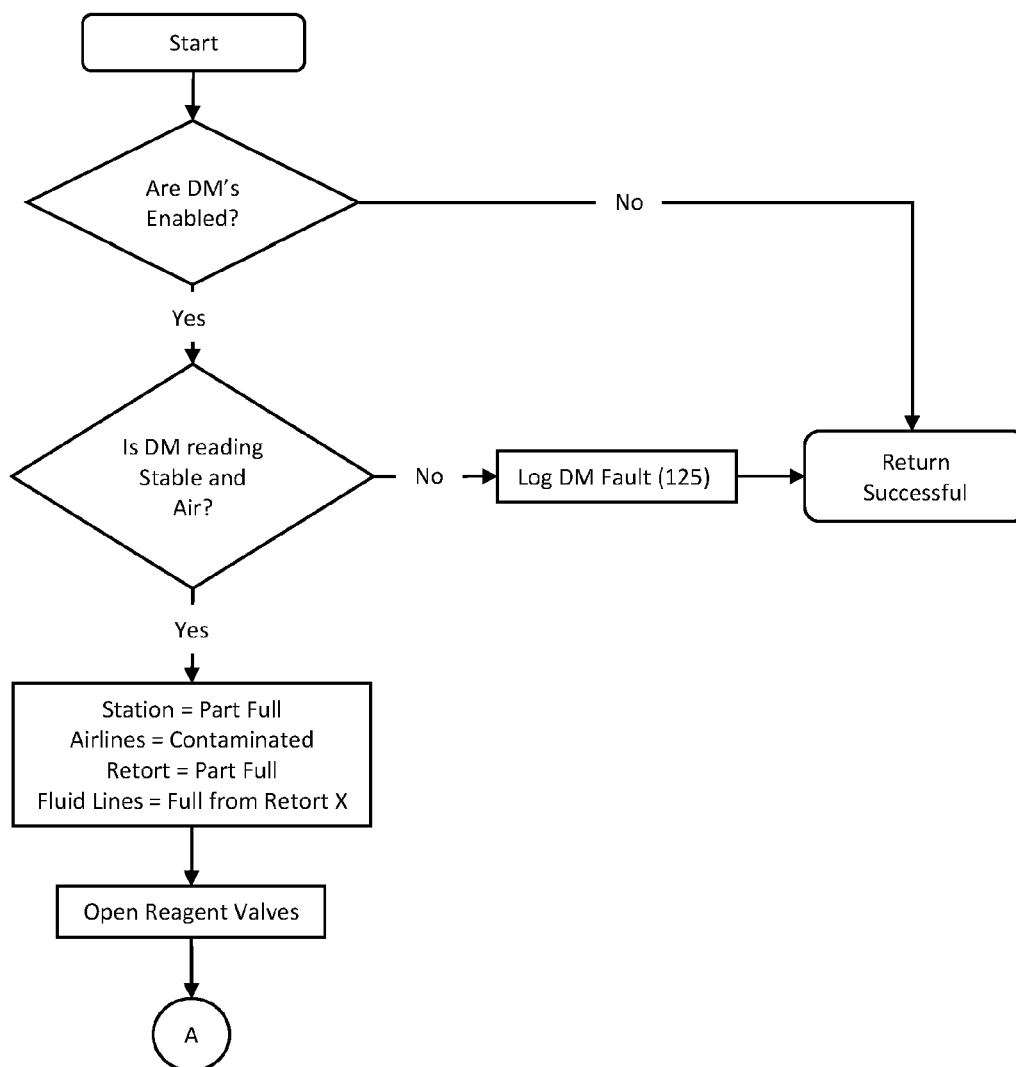 Start
Are DM's
Enabled?
No
Yes
Is DM reading
Stable and
Air?
No
Log DM Fault (125)
Return
Successful
Yes
Station = Part Full
Airlines = Contaminated
Retort = Part Full
Fluid Lines = Full from Retort X
Open Reagent Valves
A